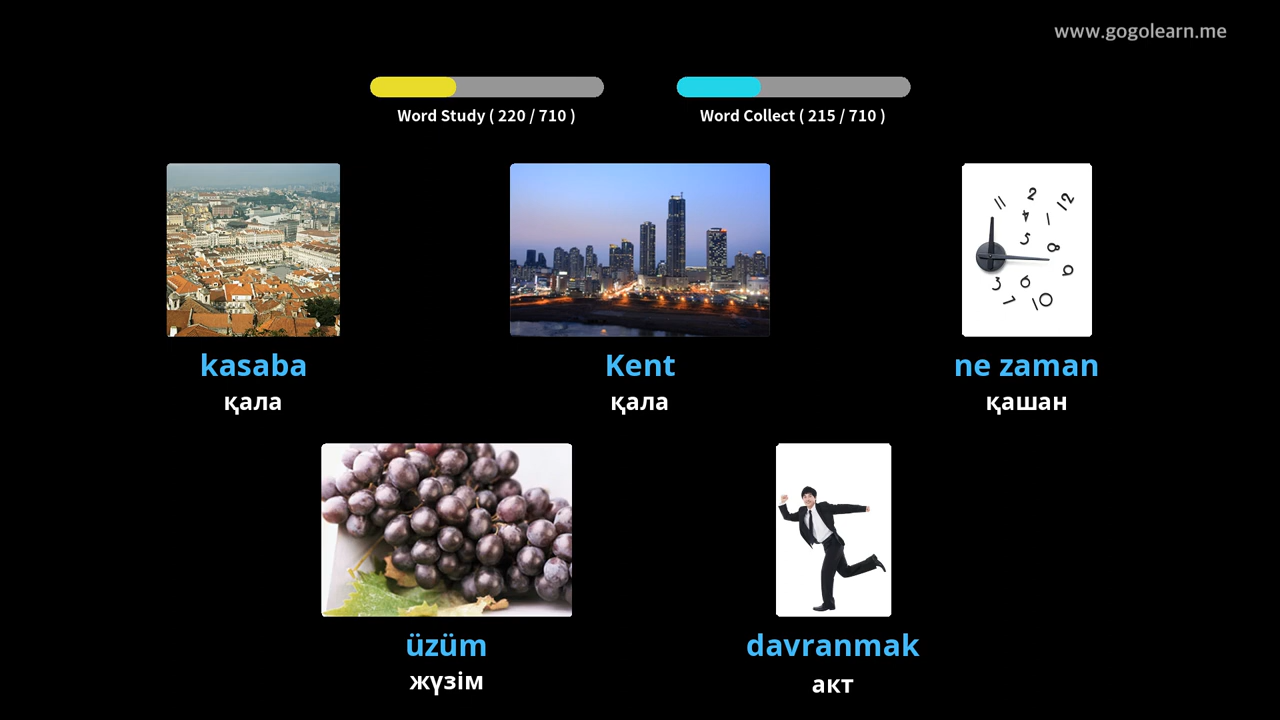 www.gogolearn.me
Word Study ( 220 / 710 )
Word Collect ( 215 / 710 )
kasaba
қала
Kent
қала
ne zaman
қашан
üzüm
жүзім
davranmak
акт